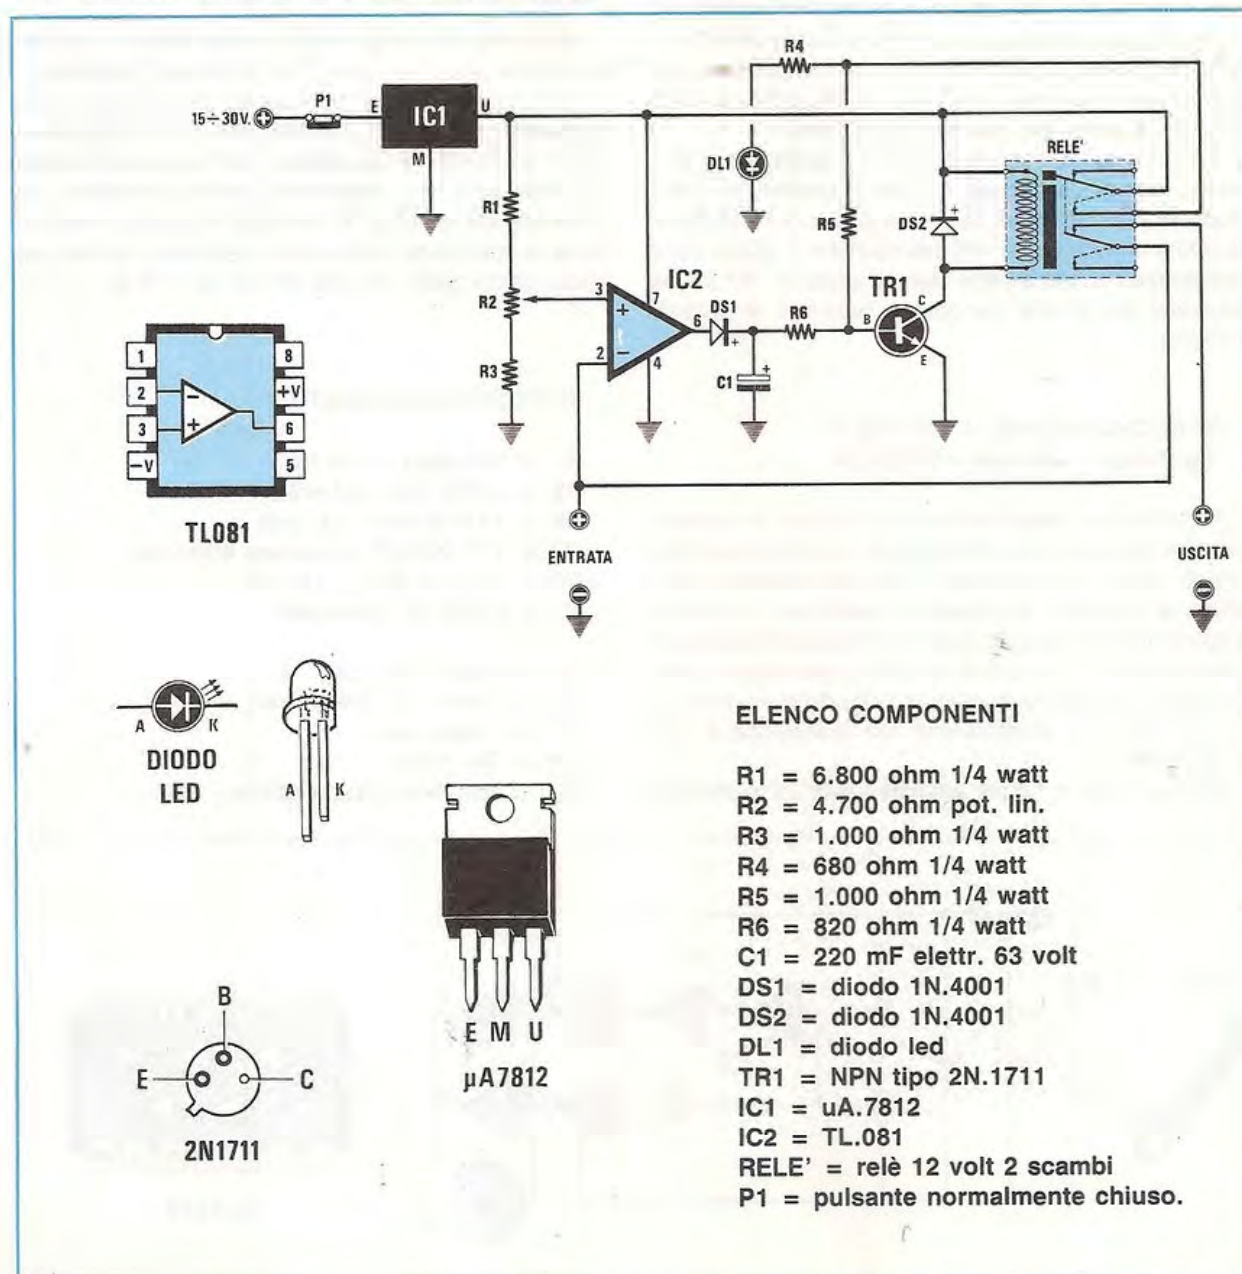 R4
15÷30V.
P1
E
IC1
U
M
RELE'
DL1
R1
R5
DS2
IC2
TR1
C
R2
3
+
7
6
DS1
R6
B
2
−
4
E
R3
C1
+
1
8
2
+V
3
6
−V
5
TL081
ENTRATA
USCITA
A
K
DIODO
LED
A
K
E M U
µA7812
B
E
C
2N1711
ELENCO COMPONENTI
R1 = 6.800 ohm 1/4 watt
R2 = 4.700 ohm pot. lin.
R3 = 1.000 ohm 1/4 watt
R4 = 680 ohm 1/4 watt
R5 = 1.000 ohm 1/4 watt
R6 = 820 ohm 1/4 watt
C1 = 220 mF elettr. 63 volt
DS1 = diodo 1N.4001
DS2 = diodo 1N.4001
DL1 = diodo led
TR1 = NPN tipo 2N.1711
IC1 = uA.7812
IC2 = TL.081
RELE' = relè 12 volt 2 scambi
P1 = pulsante normalmente chiuso.